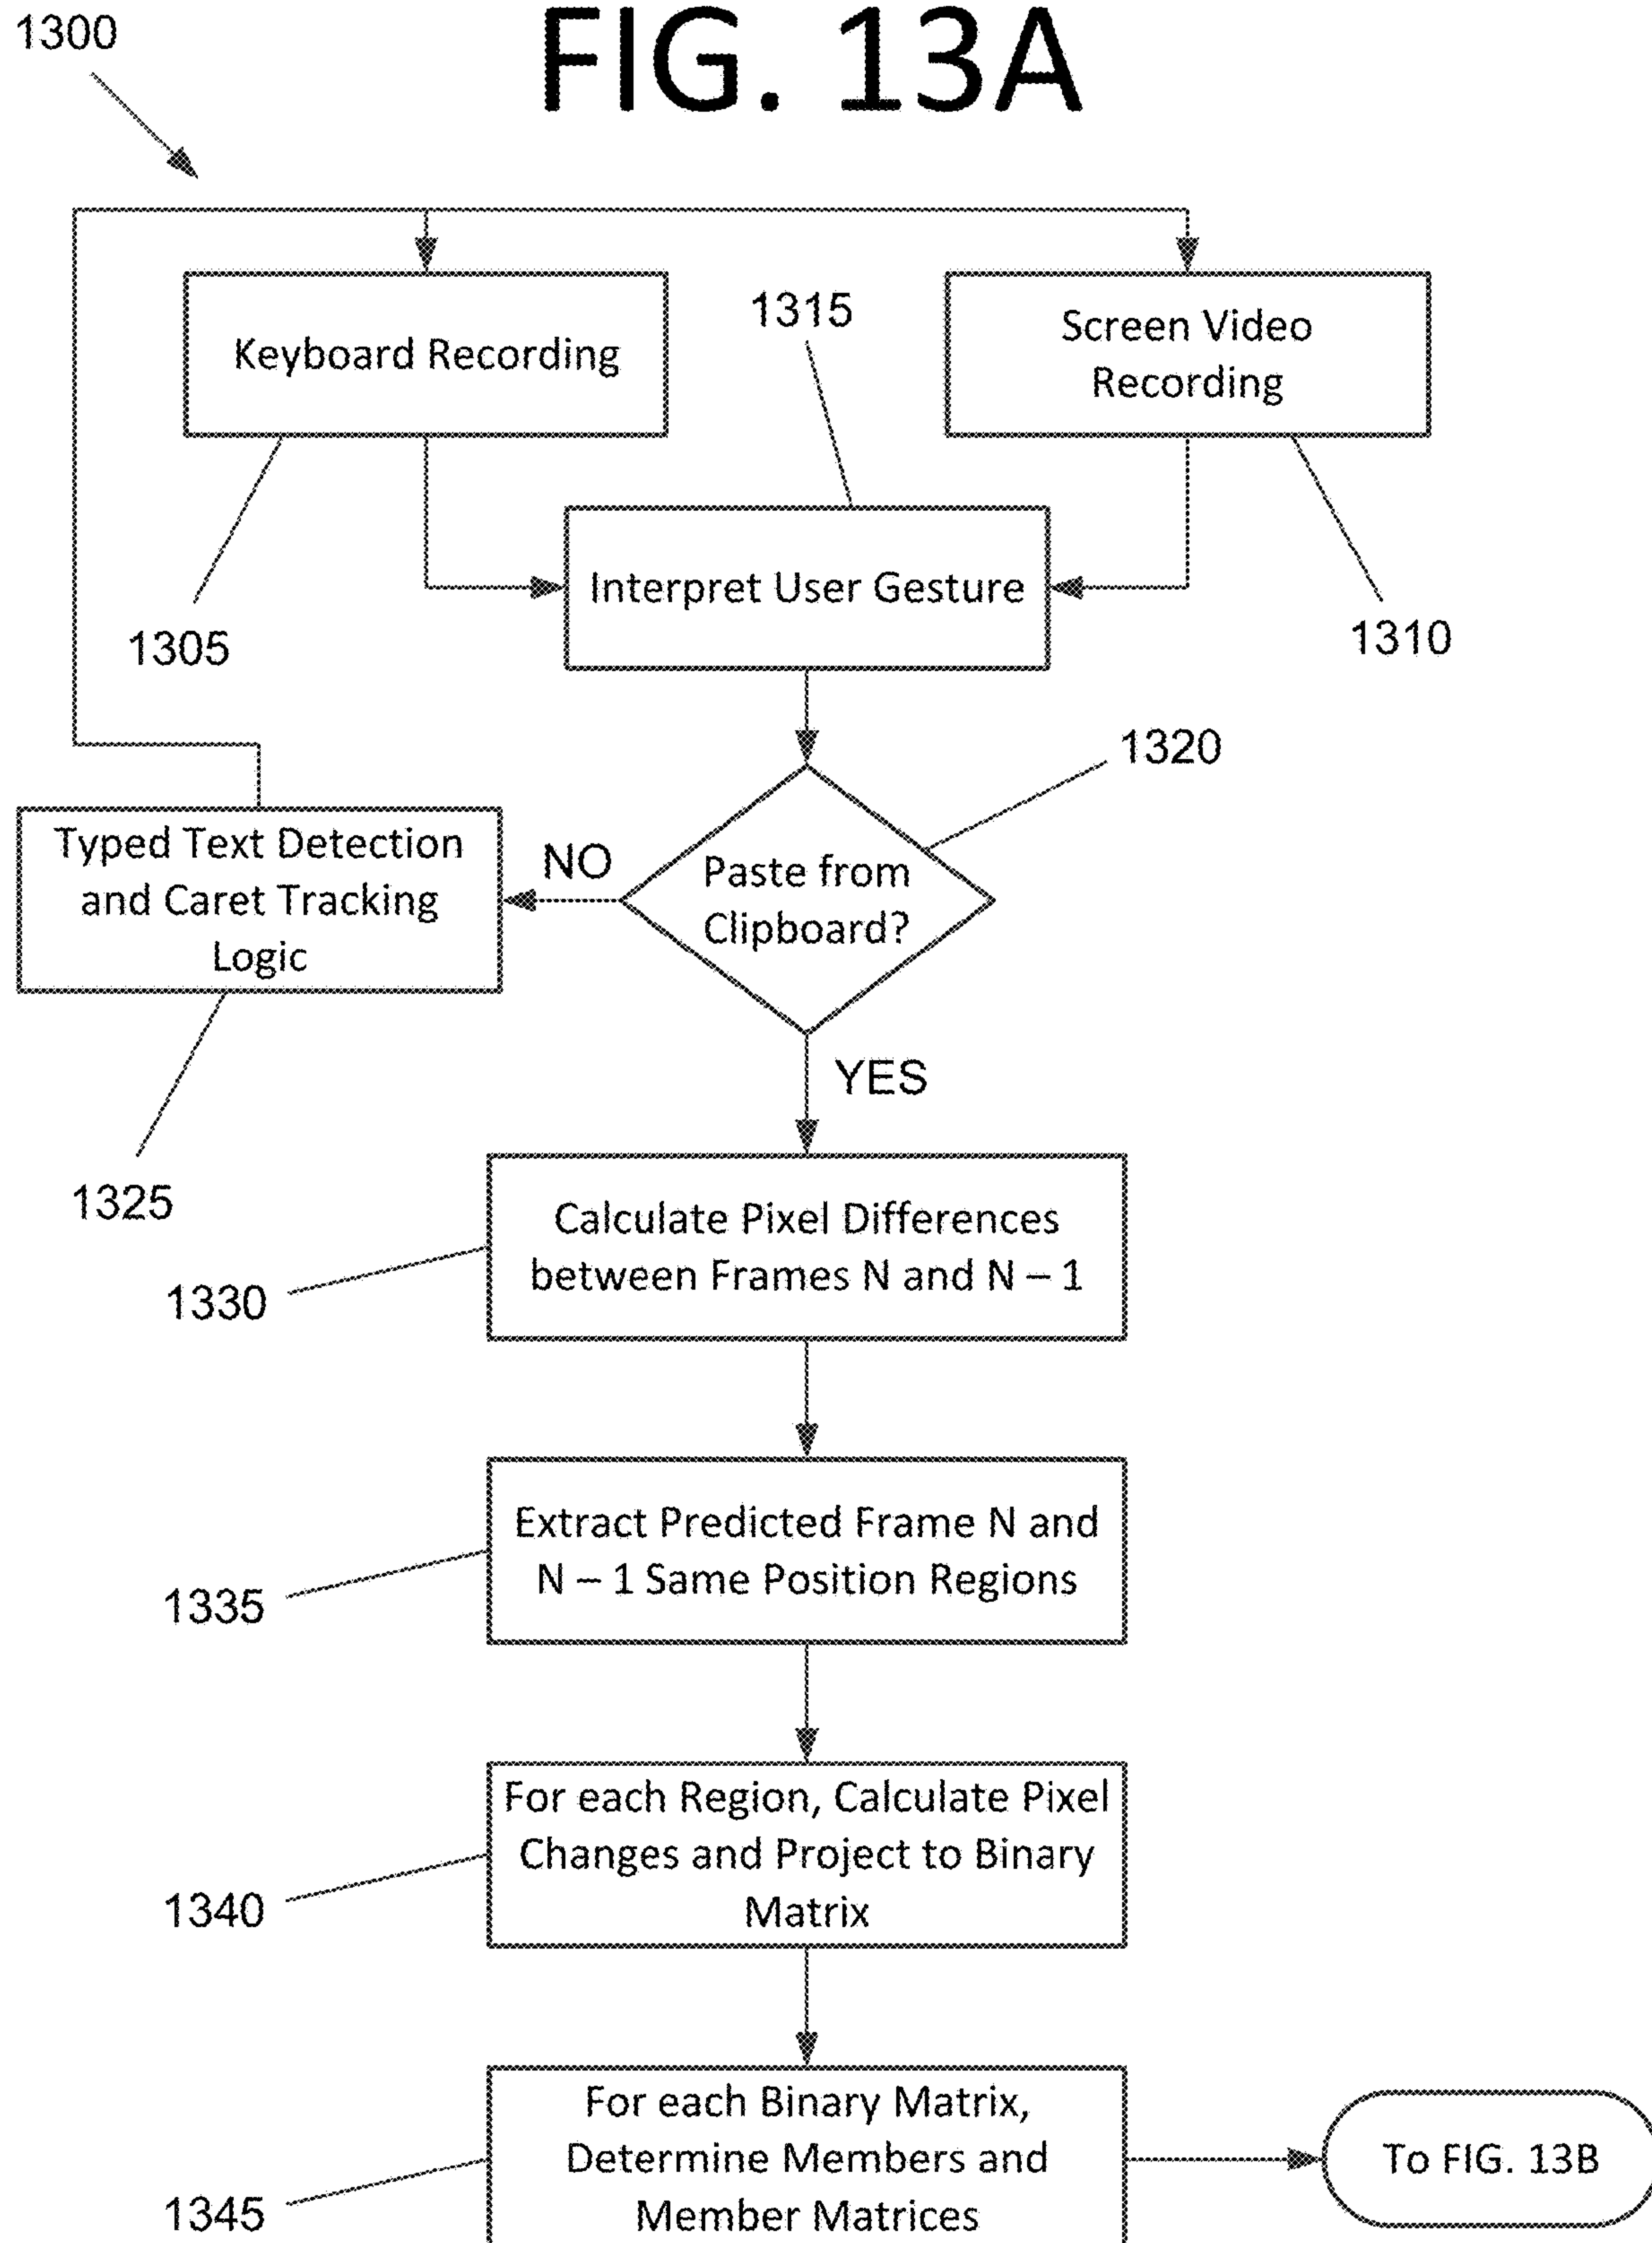 1300
FIG. 13A
Keyboard Recording
1315
Screen Video
Recording
Interpret User Gesture
1305
1310
1320
Typed Text Detection
and Caret Tracking
Logic
NO
Paste from
Clipboard?
YES
1325
Calculate Pixel Differences
between Frames N and N – 1
1330
Extract Predicted Frame N and
N – 1 Same Position Regions
1335
For each Region, Calculate Pixel
Changes and Project to Binary
Matrix
1340
For each Binary Matrix,
Determine Members and
Member Matrices
1345
To FIG. 13B